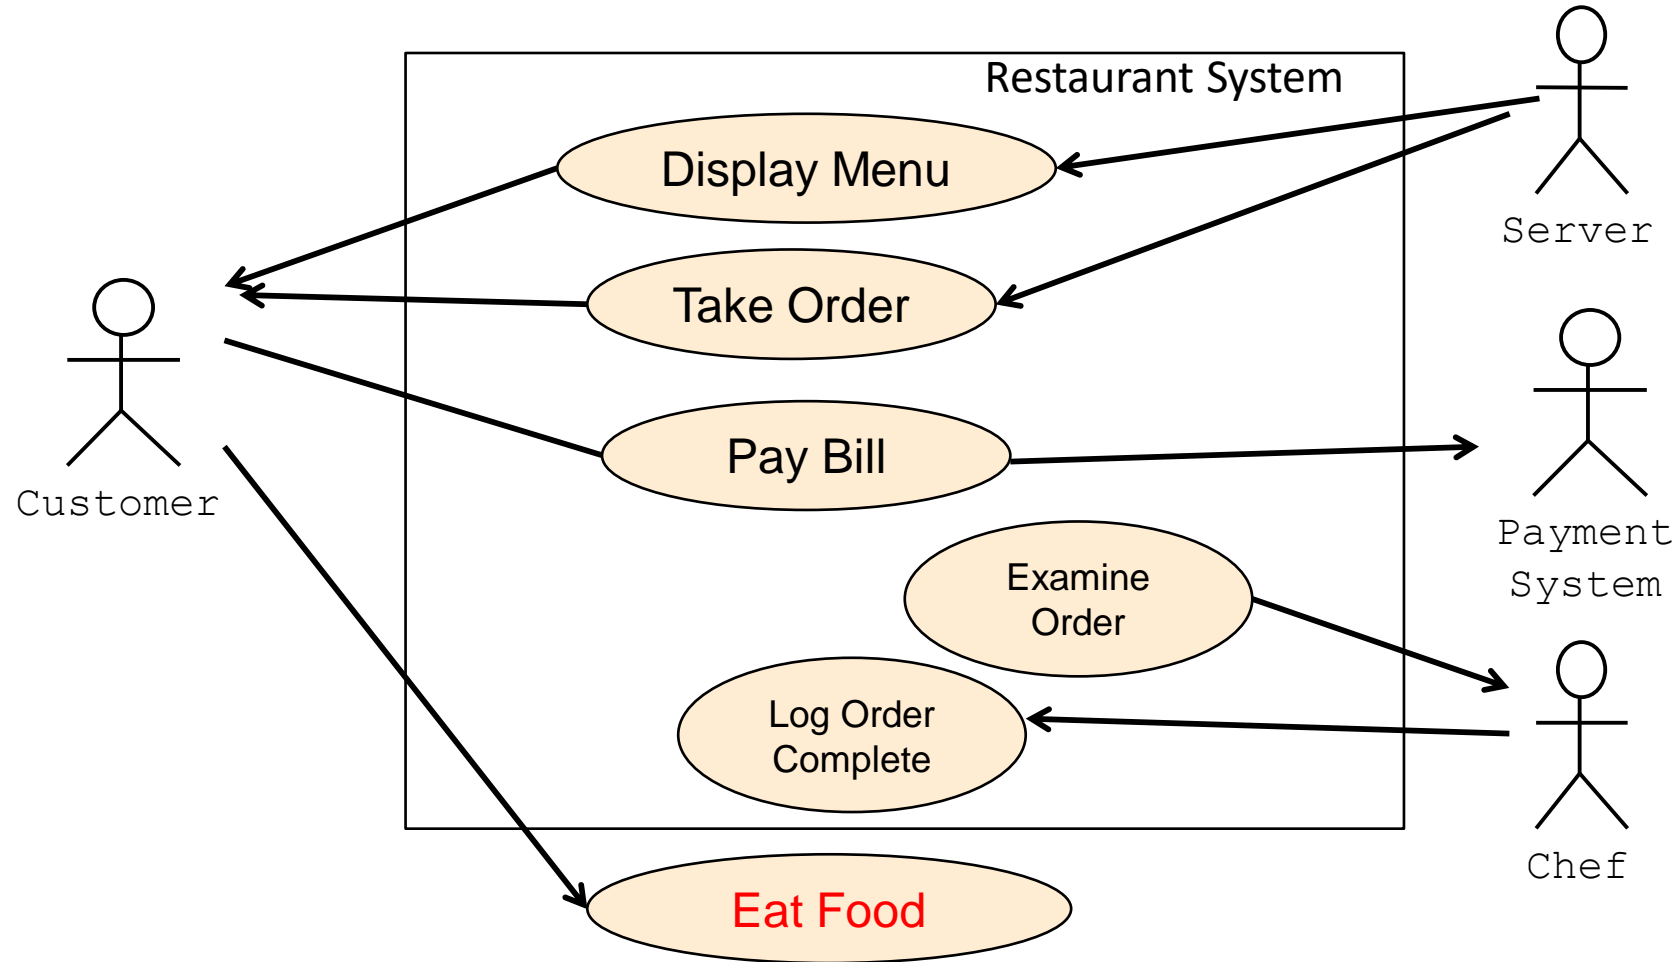 Restaurant System
Display Menu
Server
Take Order
Customer
Pay Bill
Payment
System
Examine
Order
Log Order
Complete
Chef
Eat Food